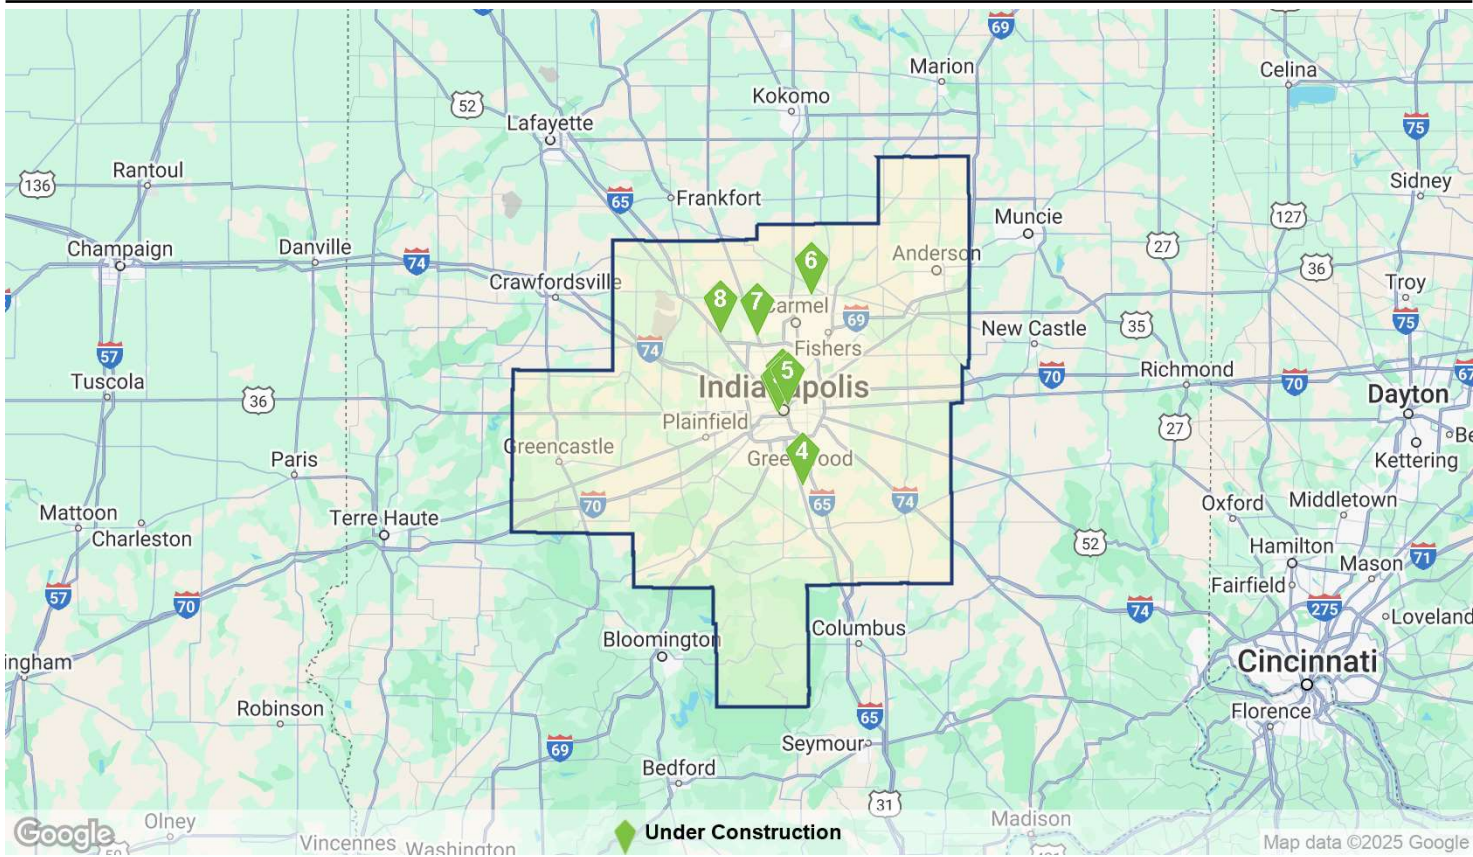 69
Marion
Celina
Kokomo
52
Lafayette
75
Rantoul
136
Sidney
65
Frankfort
127
Muncie
27
Champaign
Danville
74
Anderson
36
6
Crawfordsville
Troy
8
7
Carmel
69
75
35
57
74
Fishers
New Castle
Richmond
Tuscola
5
70
70
67
36
Indianapolis
Dayton
Plainfield
27
Be
Greencastle
4
Greenwood
Paris
Kettering
70
65
74
Oxford
Middletown
Mattoon
Terre Haute
Charleston
52
Hamilton
71
Mason
57
70
Fairfield
74
275
Loveland
Bloomington
Columbus
ingham
Cincinnati
Robinson
65
Florence
69
Seymour
Bedford
31
Olney
Madison
Google
Under Construction
Vincennes
Washington
Map data ©2025 Google